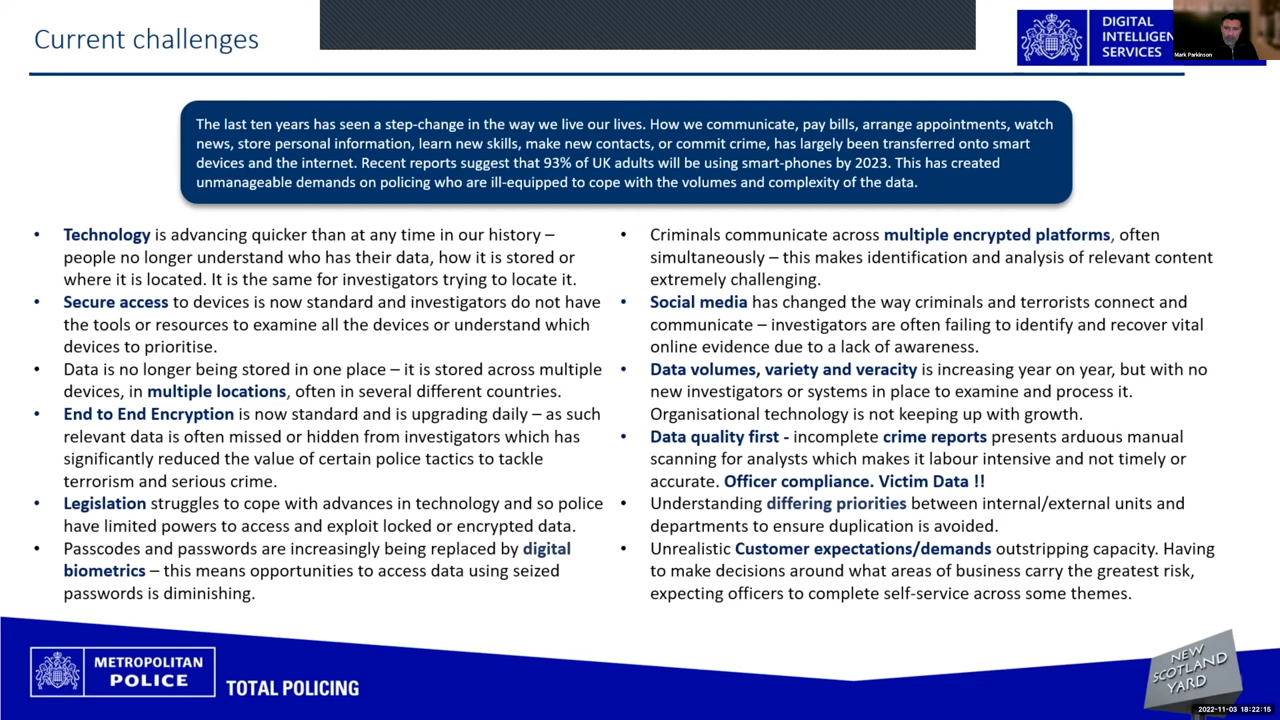 Current challenges
DIGITAL
INTELLIGEN
SERVICES
Mark Parkinson
The last ten years has seen a step-change in the way we live our lives. How we communicate, pay bills, arrange appointments, watch
news, store personal information, learn new skills, make new contacts, or commit crime, has largely been transferred onto smart
devices and the internet. Recent reports suggest that 93% of UK adults will be using smart-phones by 2023. This has created
unmanageable demands on policing who are ill-equipped to cope with the volumes and complexity of the data.
• Technology is advancing quicker than at any time in our history –
people no longer understand who has their data, how it is stored or
where it is located. It is the same for investigators trying to locate it.
• Secure access to devices is now standard and investigators do not have
the tools or resources to examine all the devices or understand which
devices to prioritise.
• Data is no longer being stored in one place – it is stored across multiple
devices, in multiple locations, often in several different countries.
• End to End Encryption is now standard and is upgrading daily – as such
relevant data is often missed or hidden from investigators which has
significantly reduced the value of certain police tactics to tackle
terrorism and serious crime.
• Legislation struggles to cope with advances in technology and so police
have limited powers to access and exploit locked or encrypted data.
• Passcodes and passwords are increasingly being replaced by digital
biometrics – this means opportunities to access data using seized
passwords is diminishing.
• Criminals communicate across multiple encrypted platforms, often
simultaneously – this makes identification and analysis of relevant content
extremely challenging.
• Social media has changed the way criminals and terrorists connect and
communicate – investigators are often failing to identify and recover vital
online evidence due to a lack of awareness.
• Data volumes, variety and veracity is increasing year on year, but with no
new investigators or systems in place to examine and process it.
Organisational technology is not keeping up with growth.
• Data quality first - incomplete crime reports presents arduous manual
scanning for analysts which makes it labour intensive and not timely or
accurate. Officer compliance. Victim Data !!
• Understanding differing priorities between internal/external units and
departments to ensure duplication is avoided.
• Unrealistic Customer expectations/demands outstripping capacity. Having
to make decisions around what areas of business carry the greatest risk,
expecting officers to complete self-service across some themes.
METROPOLITAN
POLICE
TOTAL POLICING
NEW
SCOTLAND
YARD
2022-11-03 18:22:15